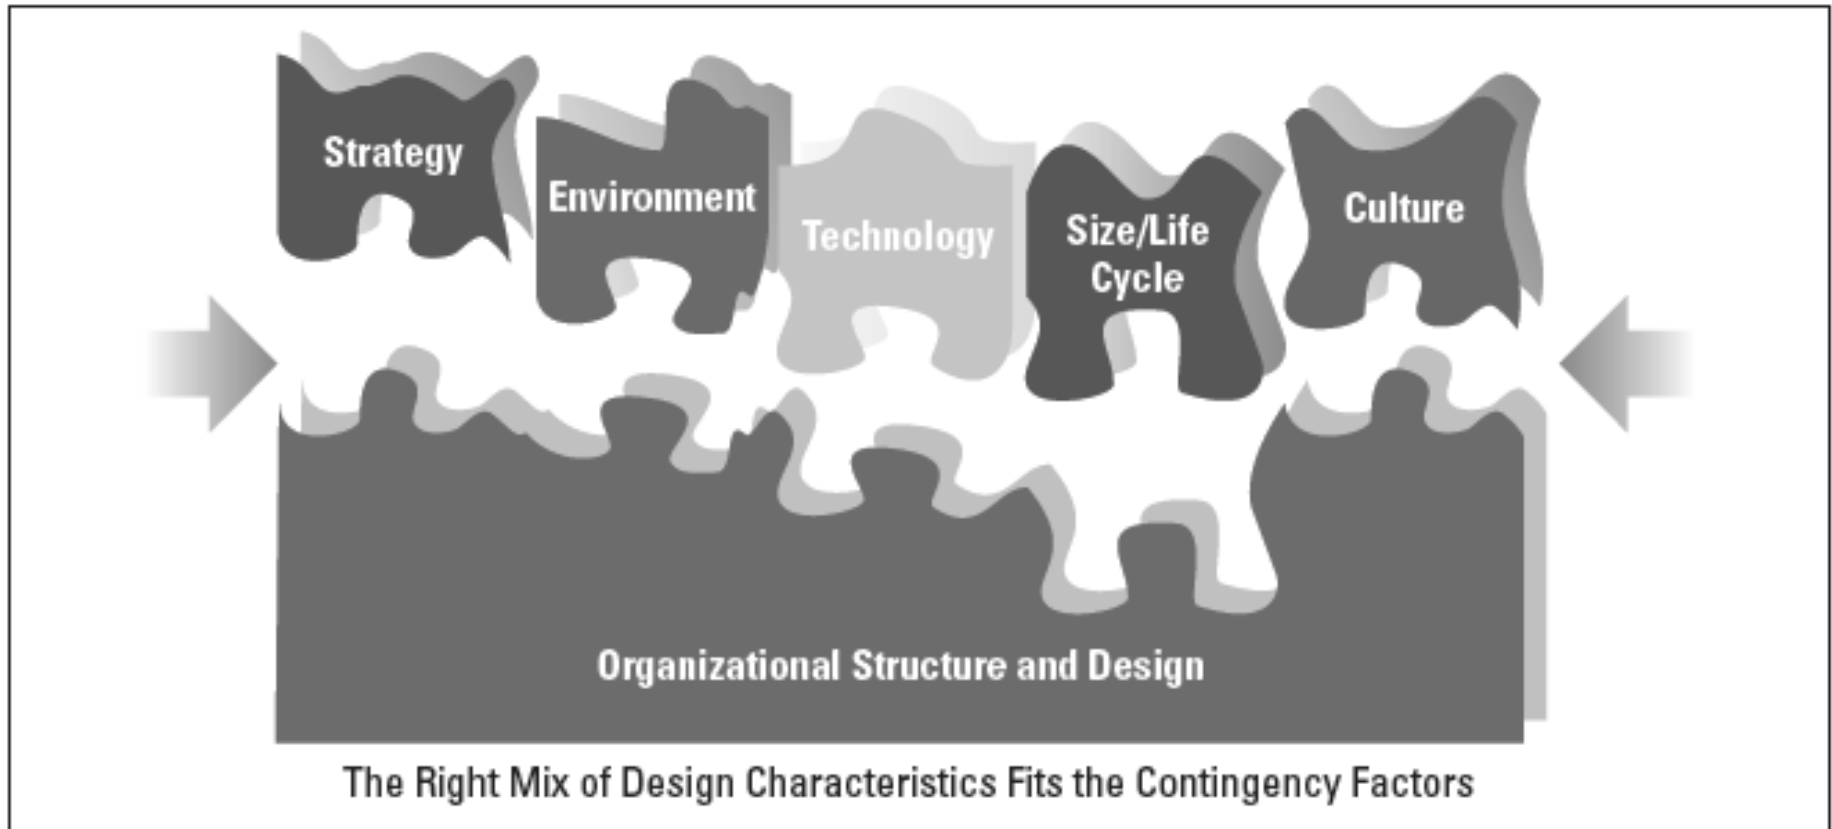 Strategy
Environment
Technology
Size/Life
Cycle
Culture
Organizational Structure and Design
The Right Mix of Design Characteristics Fits the Contingency Factors